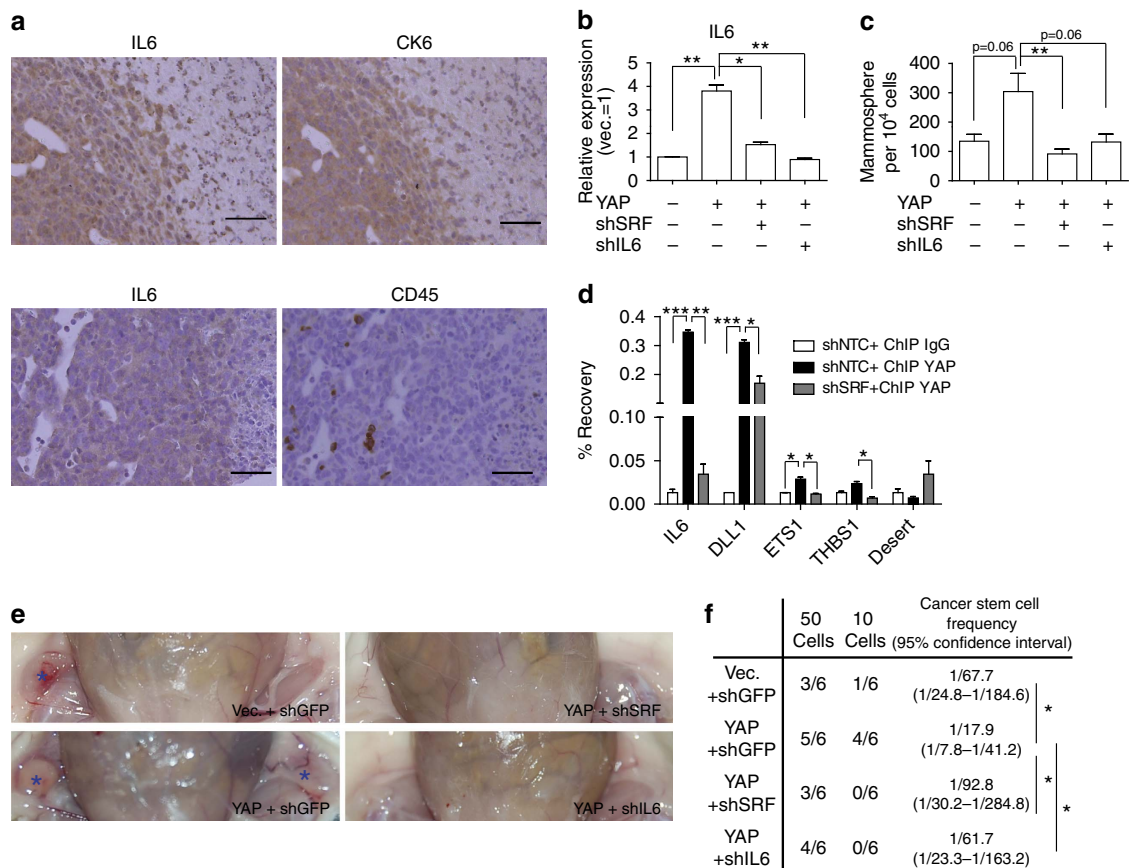 a
IL6 CK6
IL6 CD45
b
IL6
Relative expression
(vec.=1)
5
4
3
2
1
0
** * **
YAP – + + +
shSRF – – + –
shIL6 – – – +
c
Mammosphere
per 10⁴ cells
400
300
200
100
0
p=0.06 ** p=0.06
YAP – + + +
shSRF – – + –
shIL6 – – – +
d
% Recovery
0.4
0.3
0.2
0.10
0.05
0.00
*** ** *** * * * *
shNTC+ ChIP IgG
shNTC+ ChIP YAP
shSRF+ChIP YAP
IL6 DLL1 ETS1 THBS1 Desert
e
*
Vec. + shGFP
YAP + shSRF
* *
YAP + shGFP
YAP + shIL6
f
50 Cells 10 Cells Cancer stem cell frequency (95% confidence interval)
Vec. +shGFP 3/6 1/6 1/67.7 (1/24.8–1/184.6)
YAP +shGFP 5/6 4/6 1/17.9 (1/7.8–1/41.2)
YAP +shSRF 3/6 0/6 1/92.8 (1/30.2–1/284.8)
YAP +shIL6 4/6 0/6 1/61.7 (1/23.3–1/163.2)
* * *